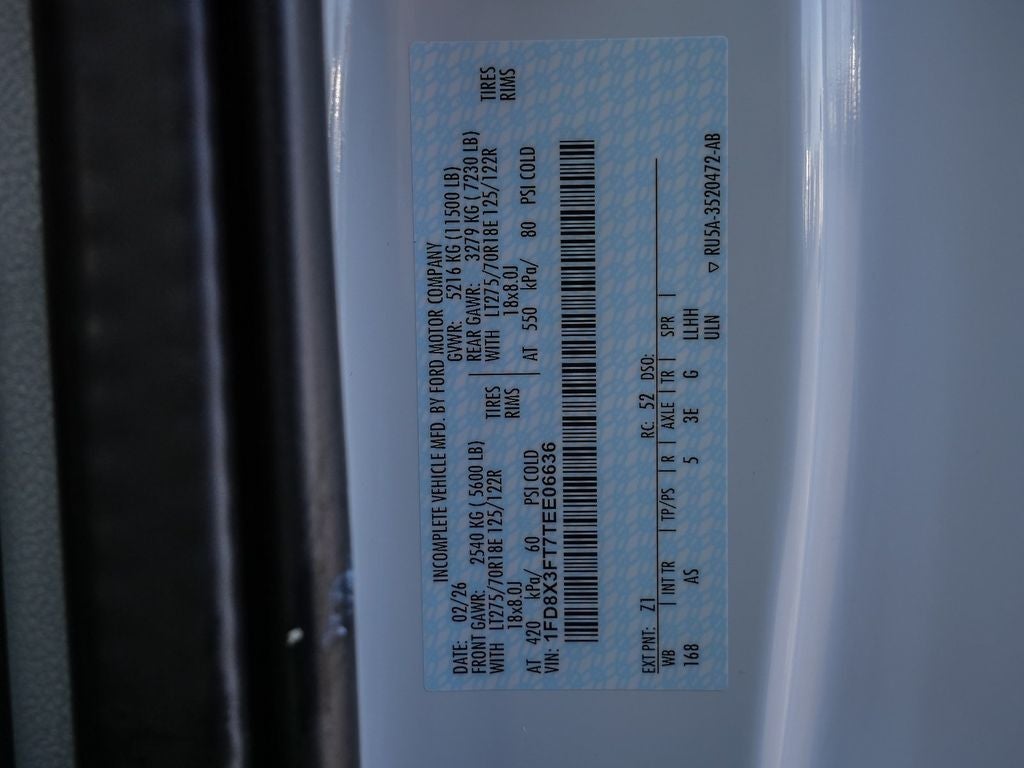 INCOMPLETE VEHICLE MFD. BY FORD MOTOR COMPANY
DATE: 02/26 GVWR: 5216 KG (11500 LB)
FRONT GAWR: 2540 KG ( 5600 LB) REAR GAWR: 3279 KG ( 7230 LB)
WITH LT275/70R18E 125/122R TIRES WITH LT275/70R18E 125/122R TIRES
18x8.0J RIMS 18x8.0J RIMS
AT 420 kPa/ 60 PSI COLD AT 550 kPa/ 80 PSI COLD
VIN: 1FD8X3FT7TEE06636
EXT PNT: Z1 RC: 52 DSO:
WB INT TR TP/PS R AXLE TR SPR
168 AS 5 3E G LLHH
ULN ▽ RU5A-3520472-AB